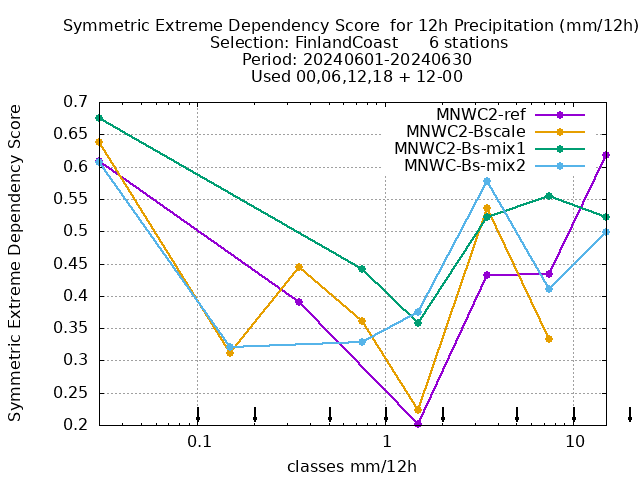 Symmetric Extreme Dependency Score  for 12h Precipitation (mm/12h)
Selection: FinlandCoast      6 stations
Period: 20240601-20240630
Used 00,06,12,18 + 12-00
MNWC2-ref
MNWC2-Bscale
MNWC2-Bs-mix1
MNWC-Bs-mix2
Symmetric Extreme Dependency Score
0.7
0.65
0.6
0.55
0.5
0.45
0.4
0.35
0.3
0.25
0.2
0.1
1
10
classes mm/12h